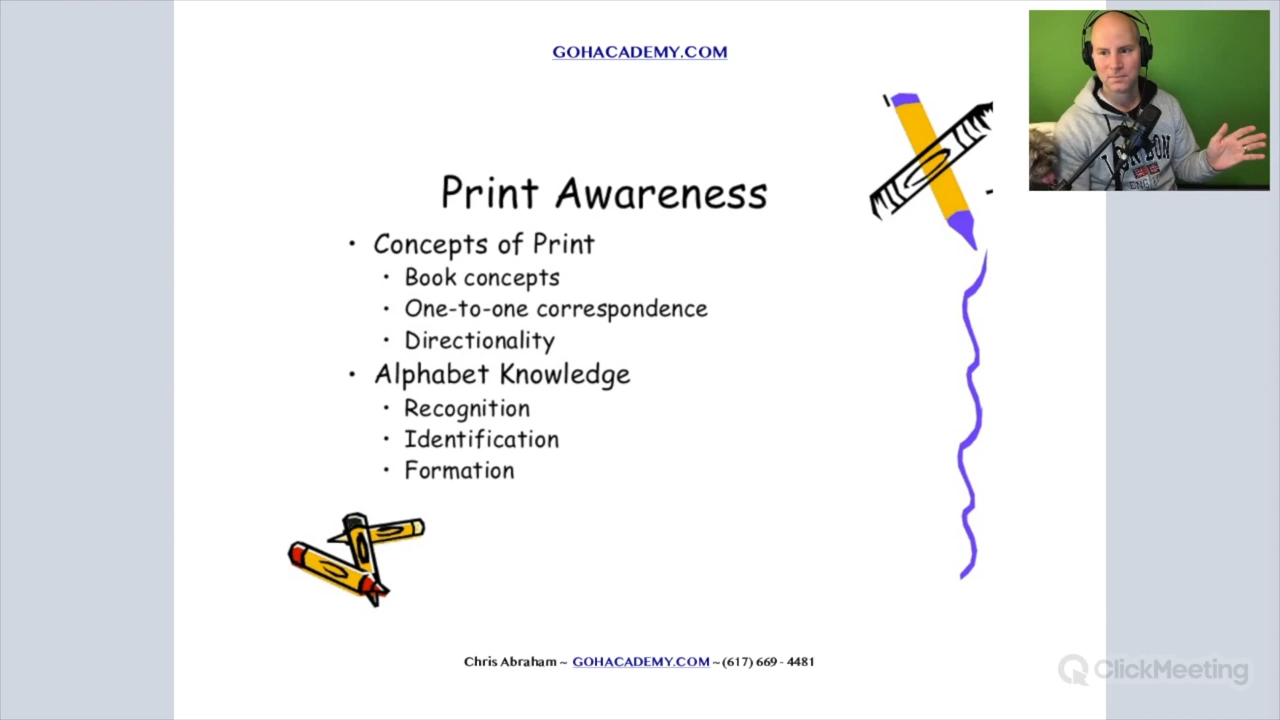 GOHACADEMY.COM
Print Awareness
• Concepts of Print
• Book concepts
• One-to-one correspondence
• Directionality
• Alphabet Knowledge
• Recognition
• Identification
• Formation
Chris Abraham ~ GOHACADEMY.COM ~ (617) 669 - 4481
LONDON
ClickMeeting